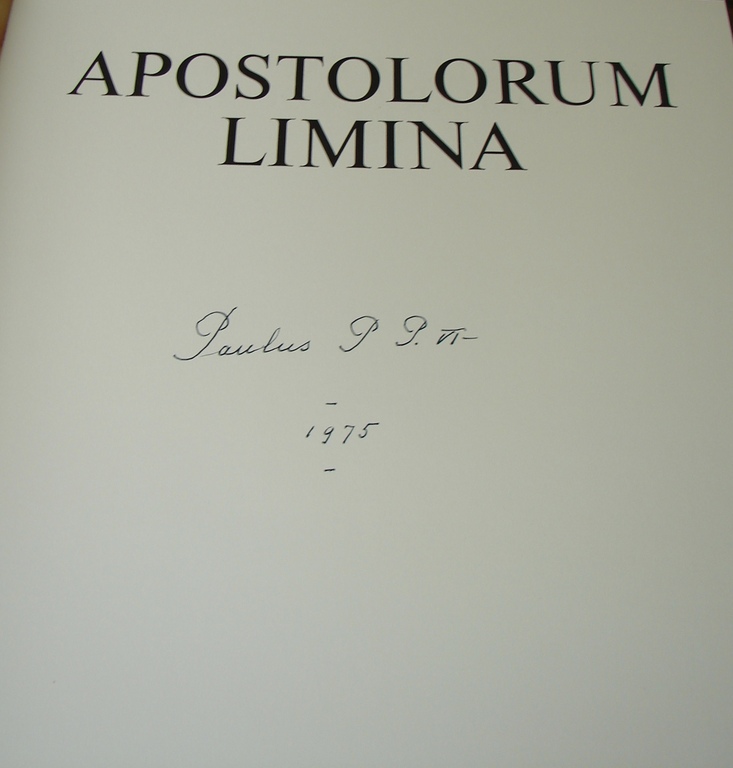 APOSTOLORUM
LIMINA
Paulus P P. VI
–
1975
–